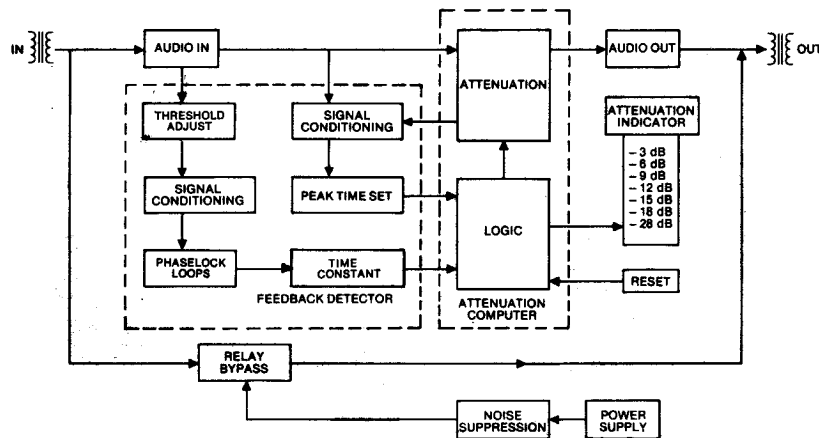 IN
AUDIO IN
AUDIO OUT
OUT
THRESHOLD
ADJUST
SIGNAL
CONDITIONING
ATTENUATION
ATTENUATION
INDICATOR
– 3 dB
– 6 dB
– 9 dB
– 12 dB
– 15 dB
– 18 dB
– 28 dB
SIGNAL
CONDITIONING
PEAK TIME SET
LOGIC
PHASELOCK
LOOPS
TIME
CONSTANT
FEEDBACK DETECTOR
RESET
ATTENUATION
COMPUTER
RELAY
BYPASS
NOISE
SUPPRESSION
POWER
SUPPLY